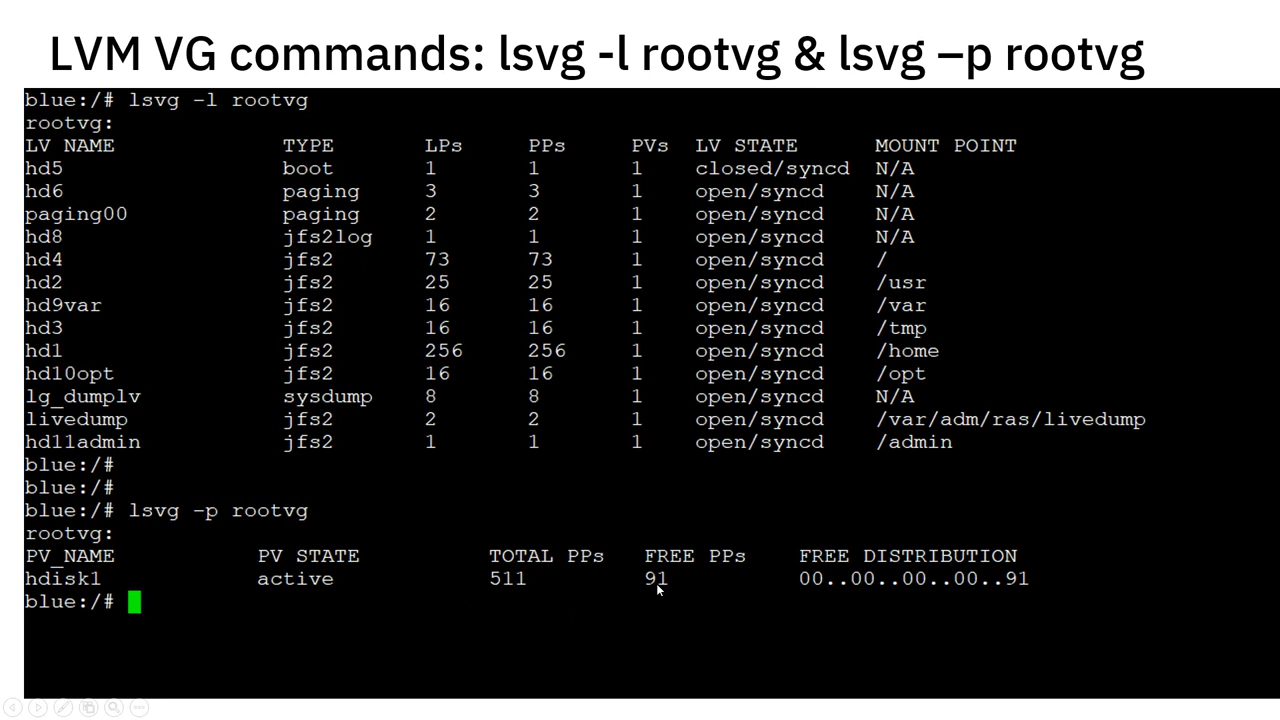 LVM VG commands: lsvg -l rootvg & lsvg –p rootvg
blue:/# lsvg -l rootvg
rootvg:
LV NAME TYPE LPs PPs PVs LV STATE MOUNT POINT
hd5 boot 1 1 1 closed/syncd N/A
hd6 paging 3 3 1 open/syncd N/A
paging00 paging 2 2 1 open/syncd N/A
hd8 jfs2log 1 1 1 open/syncd N/A
hd4 jfs2 73 73 1 open/syncd /
hd2 jfs2 25 25 1 open/syncd /usr
hd9var jfs2 16 16 1 open/syncd /var
hd3 jfs2 16 16 1 open/syncd /tmp
hd1 jfs2 256 256 1 open/syncd /home
hd10opt jfs2 16 16 1 open/syncd /opt
lg_dumplv sysdump 8 8 1 open/syncd N/A
livedump jfs2 2 2 1 open/syncd /var/adm/ras/livedump
hd11admin jfs2 1 1 1 open/syncd /admin
blue:/#
blue:/#
blue:/# lsvg -p rootvg
rootvg:
PV_NAME PV STATE TOTAL PPs FREE PPs FREE DISTRIBUTION
hdisk1 active 511 91 00..00..00..00..91
blue:/#